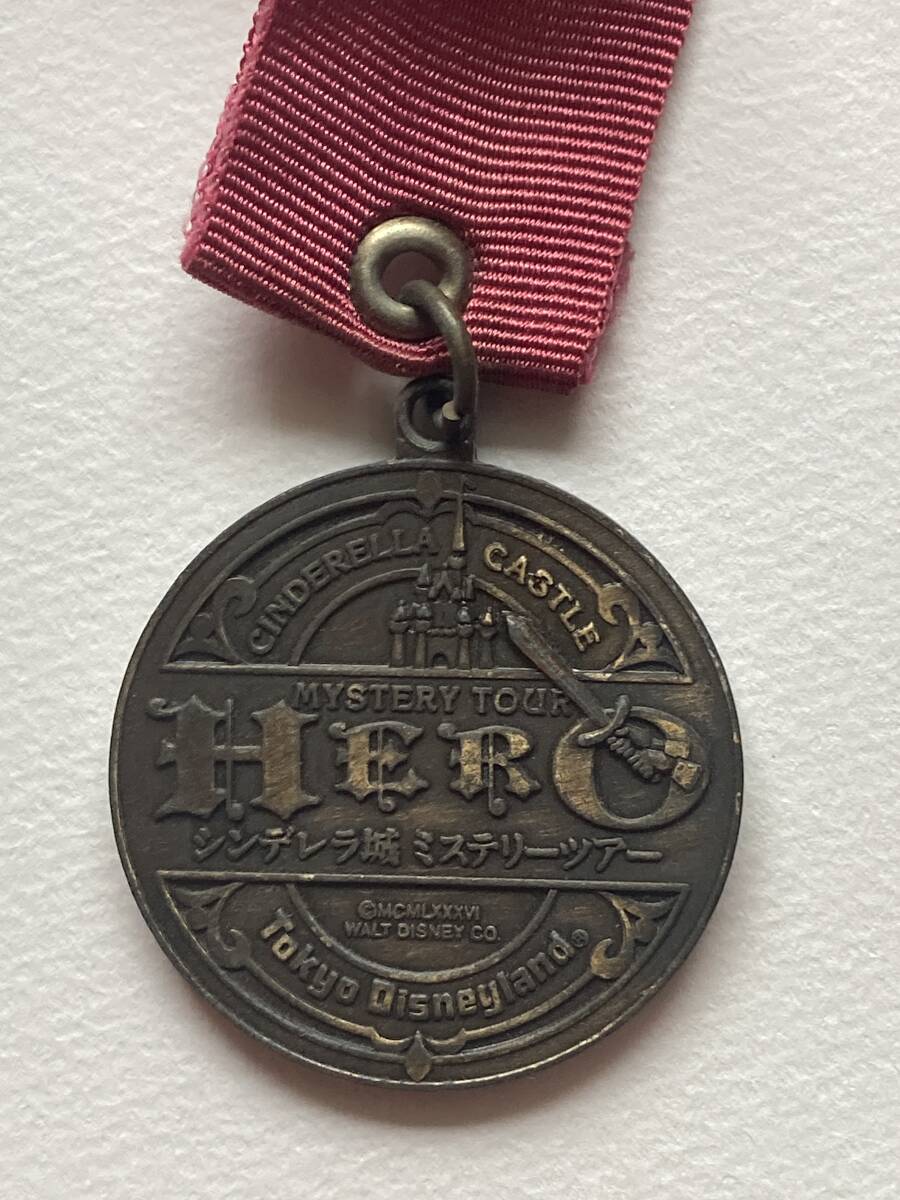 CINDERELLA CASTLE
MYSTERY TOUR
HERO
シンデレラ城 ミステリーツアー
©MCMLXXXVI
WALT DISNEY CO.
Tokyo Disneyland®